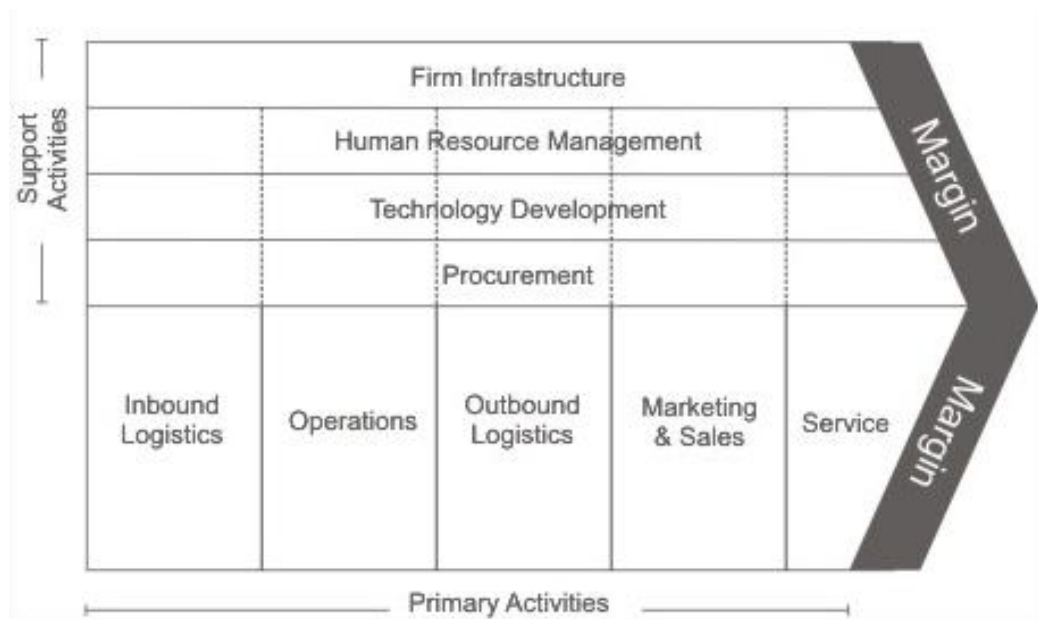 Support
Activities
Firm Infrastructure
Human Resource Management
Technology Development
Procurement
Margin
Inbound
Logistics
Operations
Outbound
Logistics
Marketing
& Sales
Service
Margin
Primary Activities